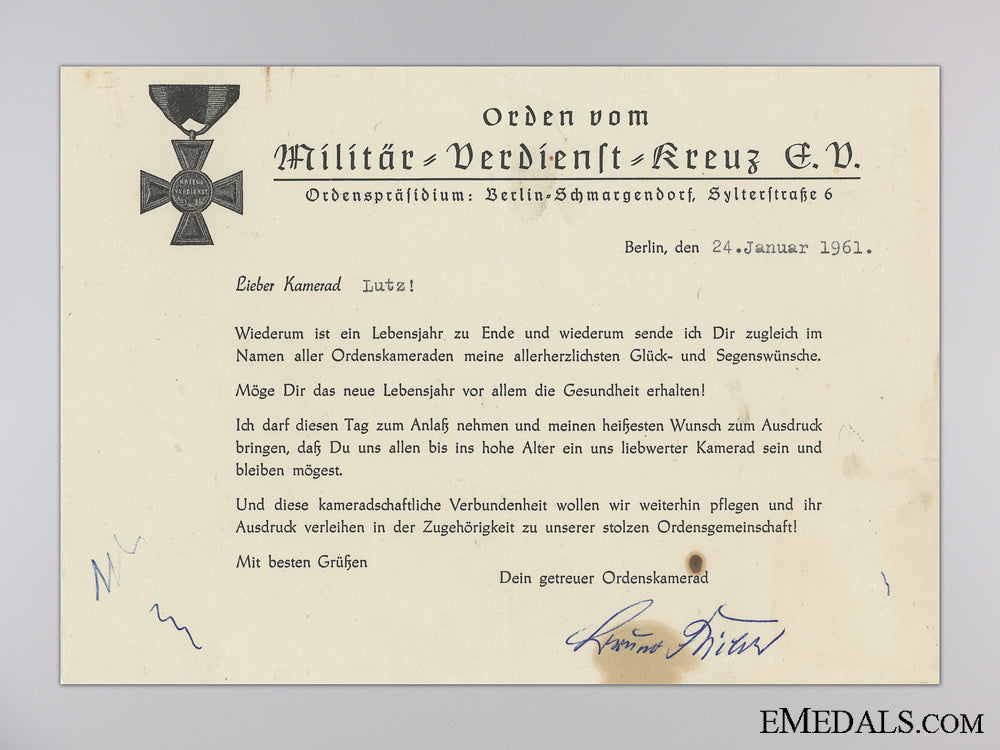 KRIEGS
VERDIENST
Orden vom
Militär-Verdienst-Kreuz E. V.
Ordenspräsidium: Berlin-Schmargendorf, Sylterstraße 6
Berlin, den 24.Januar 1961.
Lieber Kamerad Lutz!
Wiederum ist ein Lebensjahr zu Ende und wiederum sende ich Dir zugleich im
Namen aller Ordenskameraden meine allerherzlichsten Glück- und Segenswünsche.
Möge Dir das neue Lebensjahr vor allem die Gesundheit erhalten!
Ich darf diesen Tag zum Anlaß nehmen und meinen heißesten Wunsch zum Ausdruck
bringen, daß Du uns allen bis ins hohe Alter ein uns liebwerter Kamerad sein und
bleiben mögest.
Und diese kameradschaftliche Verbundenheit wollen wir weiterhin pflegen und ihr
Ausdruck verleihen in der Zugehörigkeit zu unserer stolzen Ordensgemeinschaft!
Mit besten Grüßen
Dein getreuer Ordenskamerad
Bruno
EMEDALS.COM